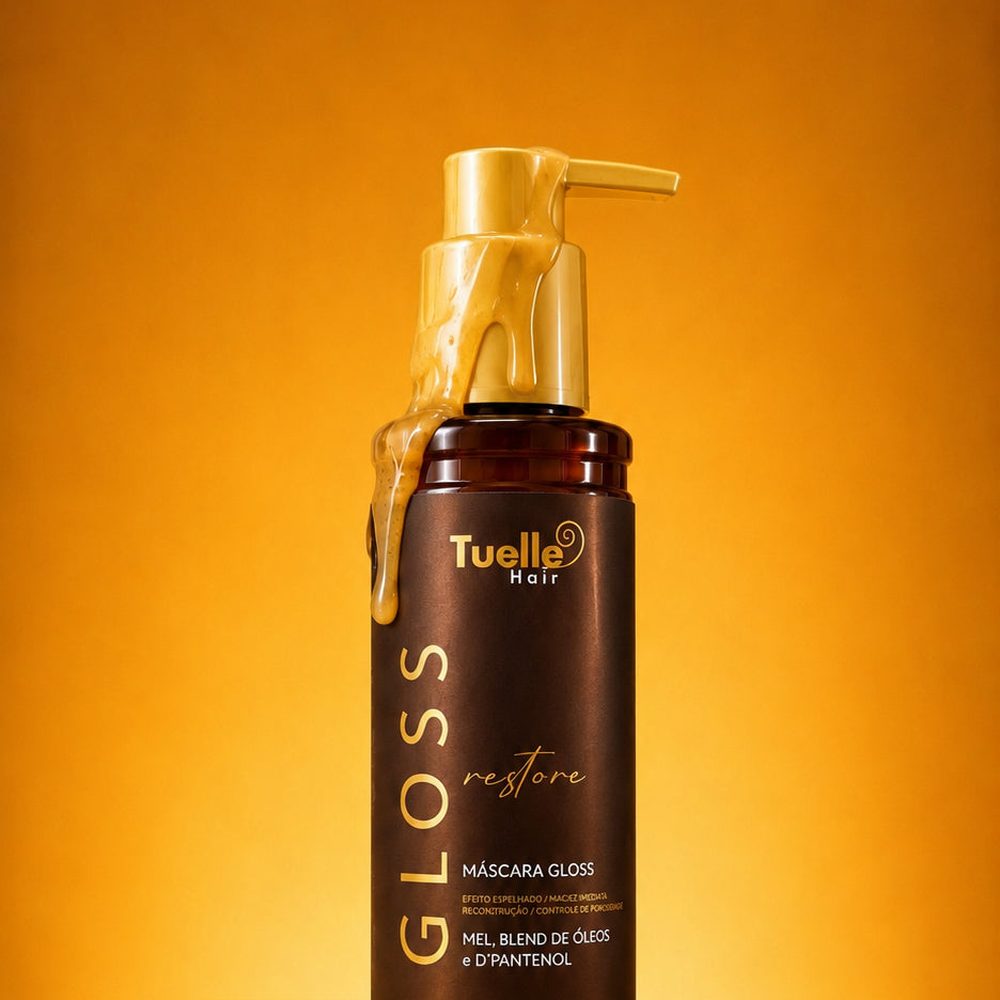 Tuelle
Hair
GLOSS
restore
MÁSCARA GLOSS
EFEITO ESPELHADO / MACIEZ IMEDIATA
RECONSTRUÇÃO / CONTROLE DE POROSIDADE
MEL, BLEND DE ÓLEOS
e D'PANTENOL